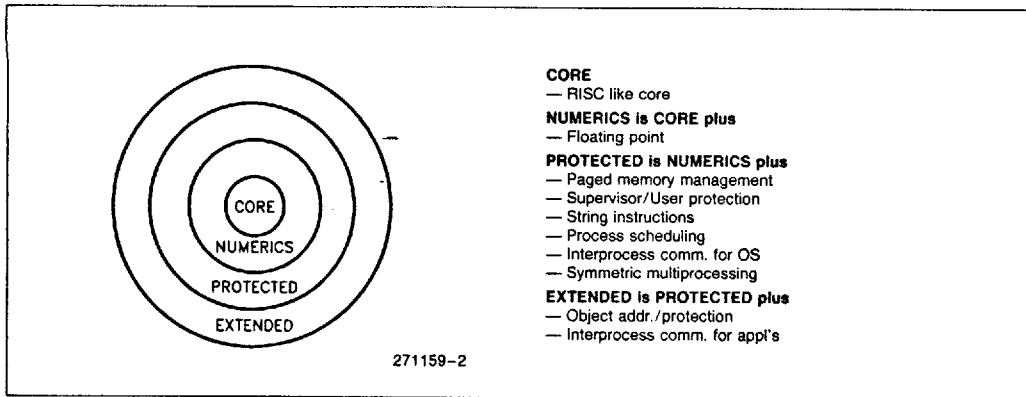 CORE
NUMERICS
PROTECTED
EXTENDED
271159-2
CORE
— RISC like core
NUMERICS is CORE plus
— Floating point
PROTECTED is NUMERICS plus
— Paged memory management
— Supervisor/User protection
— String instructions
— Process scheduling
— Interprocess comm. for OS
— Symmetric multiprocessing
EXTENDED is PROTECTED plus
— Object addr./protection
— Interprocess comm. for appl's